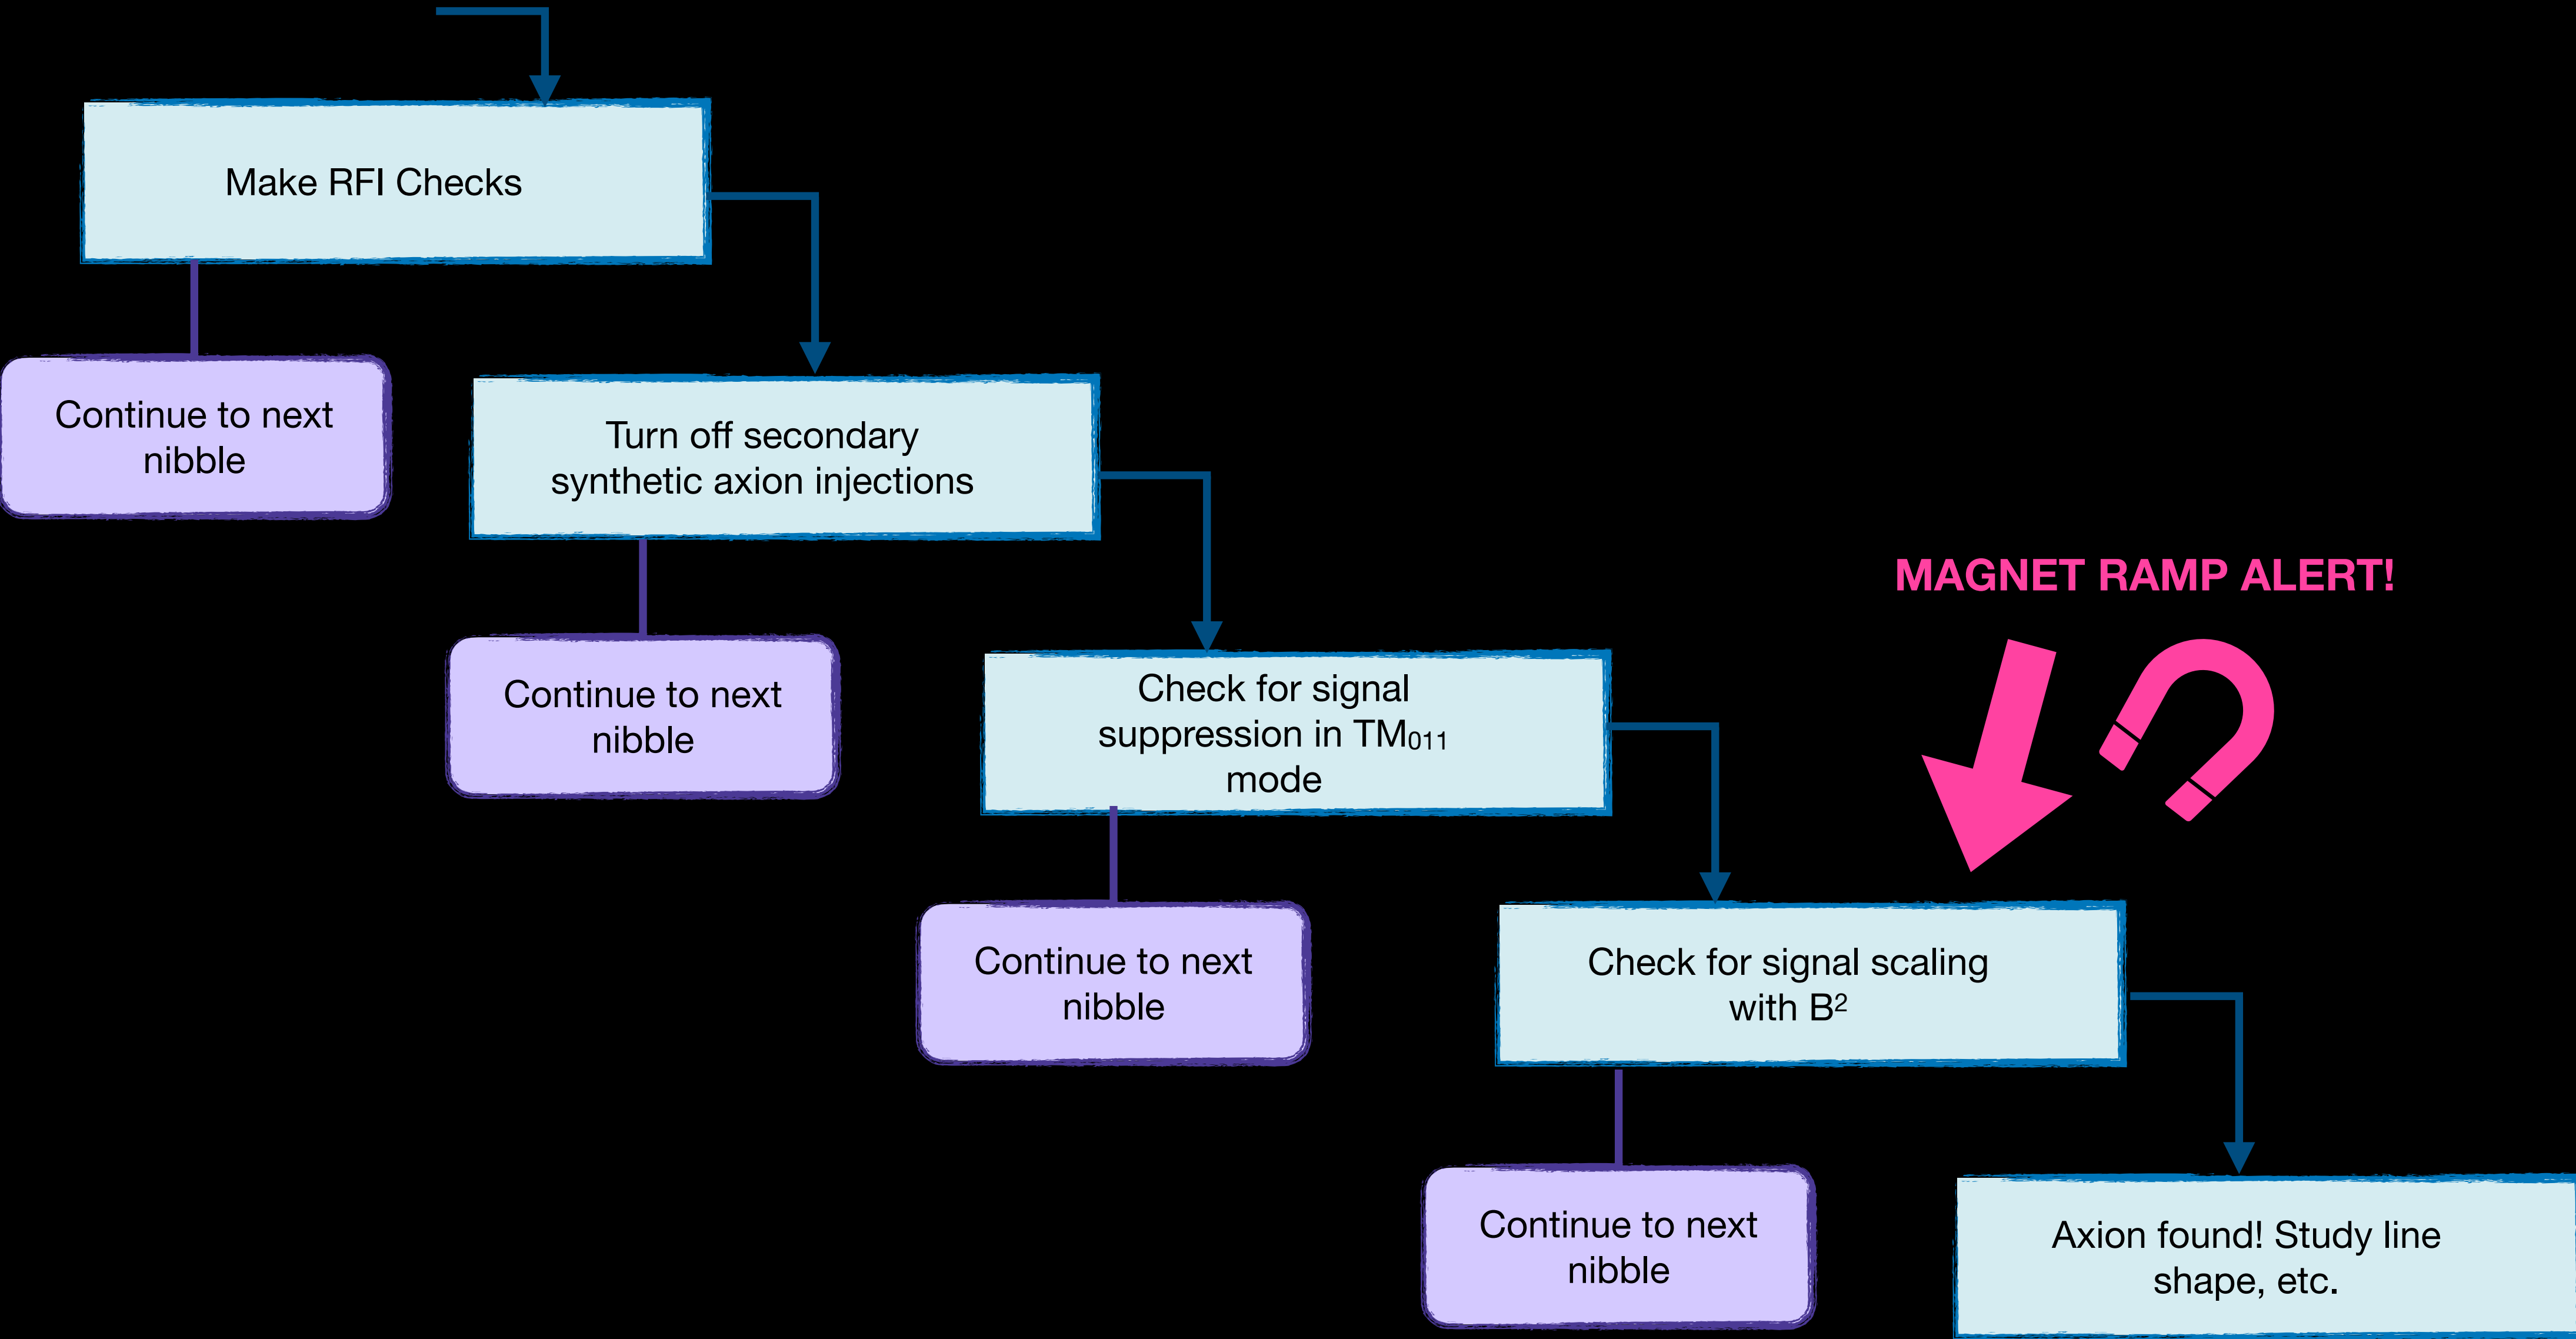 Make RFI Checks
Continue to next
nibble
Turn off secondary
synthetic axion injections
Continue to next
nibble
MAGNET RAMP ALERT!
Check for signal
suppression in TM₀₁₁
mode
Continue to next
nibble
Check for signal scaling
with B²
Continue to next
nibble
Axion found! Study line
shape, etc.